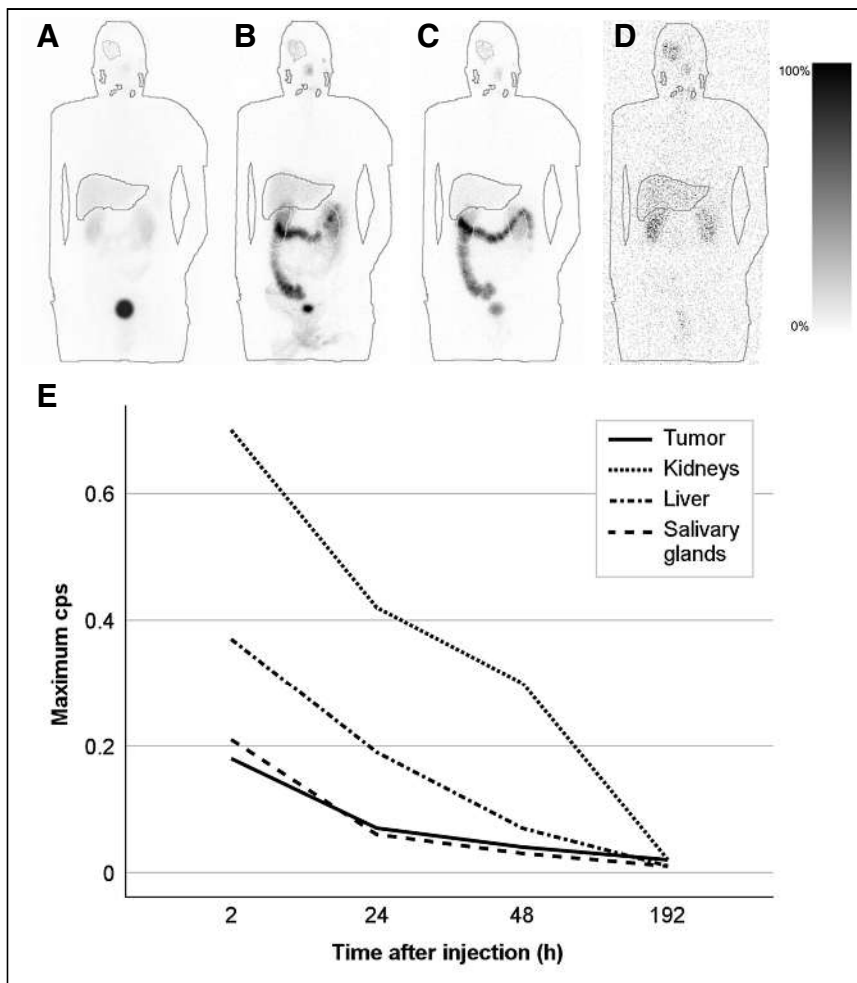 A B C D
100%
0%
E
Tumor
Kidneys
Liver
Salivary
glands
0.6
0.4
0.2
0
Maximum cps
2 24 48 192
Time after injection (h)